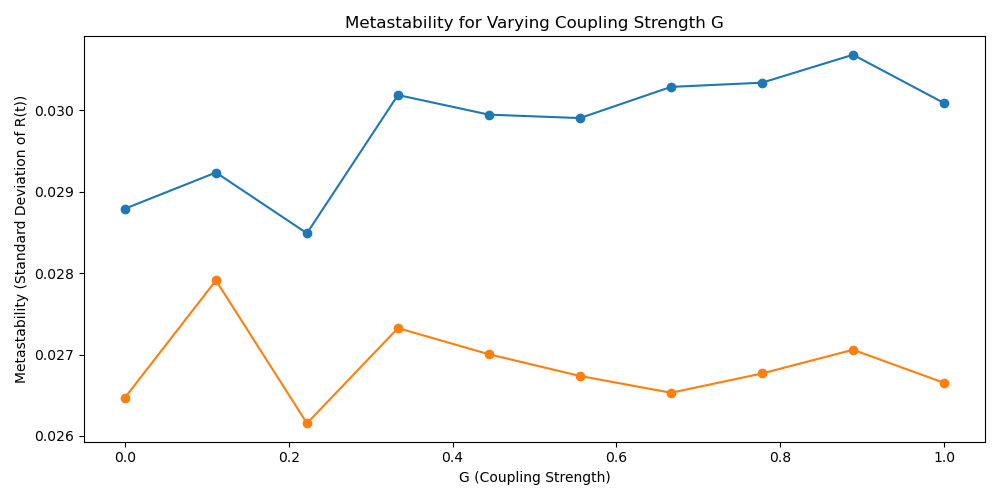 Metastability for Varying Coupling Strength G
Metastability (Standard Deviation of R(t))
0.030
0.029
0.028
0.027
0.026
0.0 0.2 0.4 0.6 0.8 1.0
G (Coupling Strength)